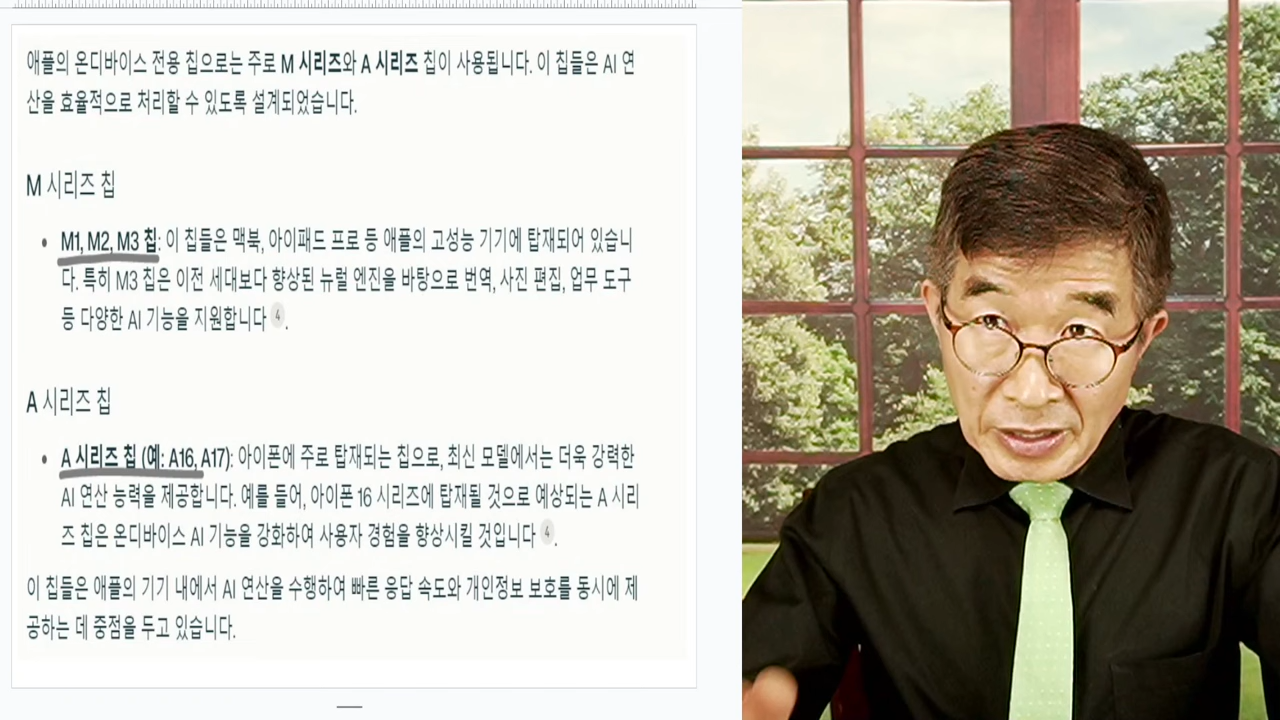 애플의 온디바이스 전용 칩으로는 주로 M 시리즈와 A 시리즈 칩이 사용됩니다. 이 칩들은 AI 연
산을 효율적으로 처리할 수 있도록 설계되었습니다.
M 시리즈 칩
• M1, M2, M3 칩: 이 칩들은 맥북, 아이패드 프로 등 애플의 고성능 기기에 탑재되어 있습니
다. 특히 M3 칩은 이전 세대보다 향상된 뉴럴 엔진을 바탕으로 번역, 사진 편집, 업무 도구
등 다양한 AI 기능을 지원합니다 4.
A 시리즈 칩
• A 시리즈 칩 (예: A16, A17): 아이폰에 주로 탑재되는 칩으로, 최신 모델에서는 더욱 강력한
AI 연산 능력을 제공합니다. 예를 들어, 아이폰 16 시리즈에 탑재될 것으로 예상되는 A 시리
즈 칩은 온디바이스 AI 기능을 강화하여 사용자 경험을 향상시킬 것입니다 4.
이 칩들은 애플의 기기 내에서 AI 연산을 수행하여 빠른 응답 속도와 개인정보 보호를 동시에 제
공하는 데 중점을 두고 있습니다.